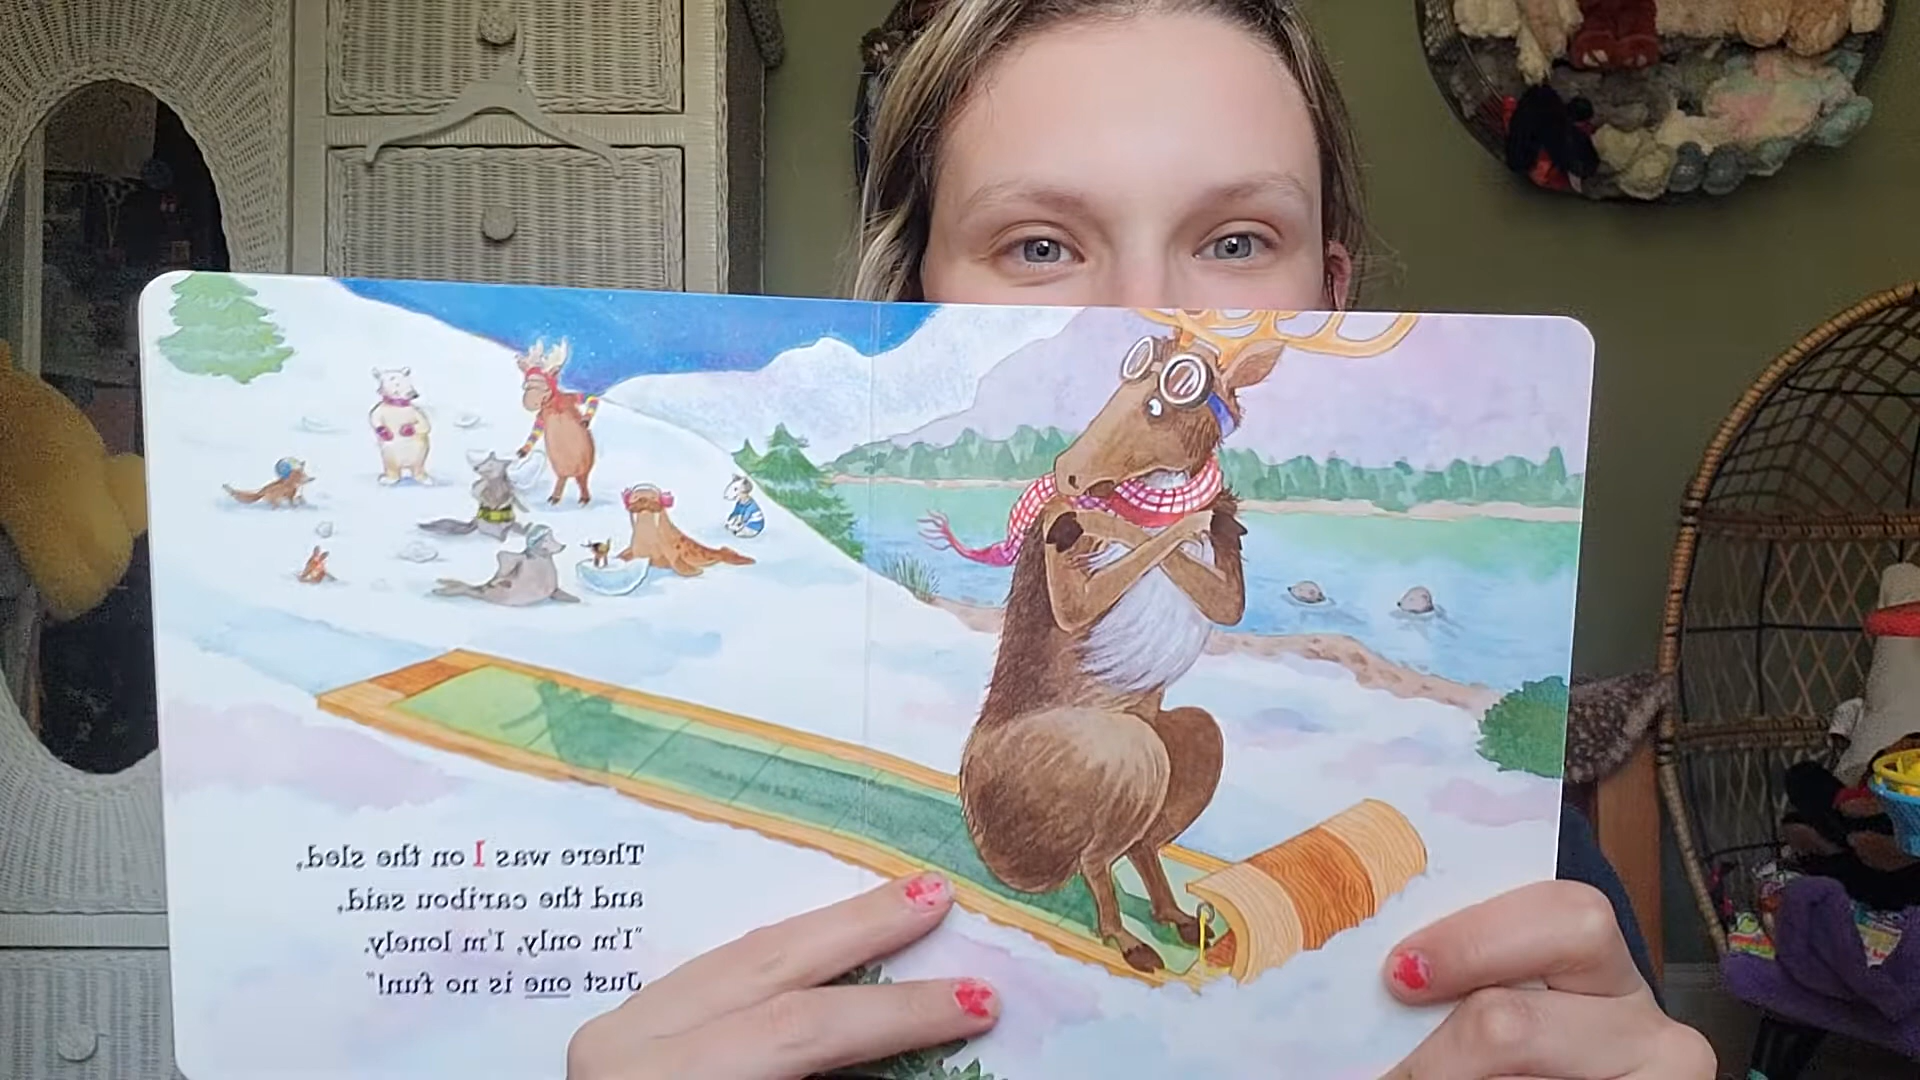 There was 1 on the sled,
and the caribou said,
"I'm only, I'm lonely.
Just one is no fun!"